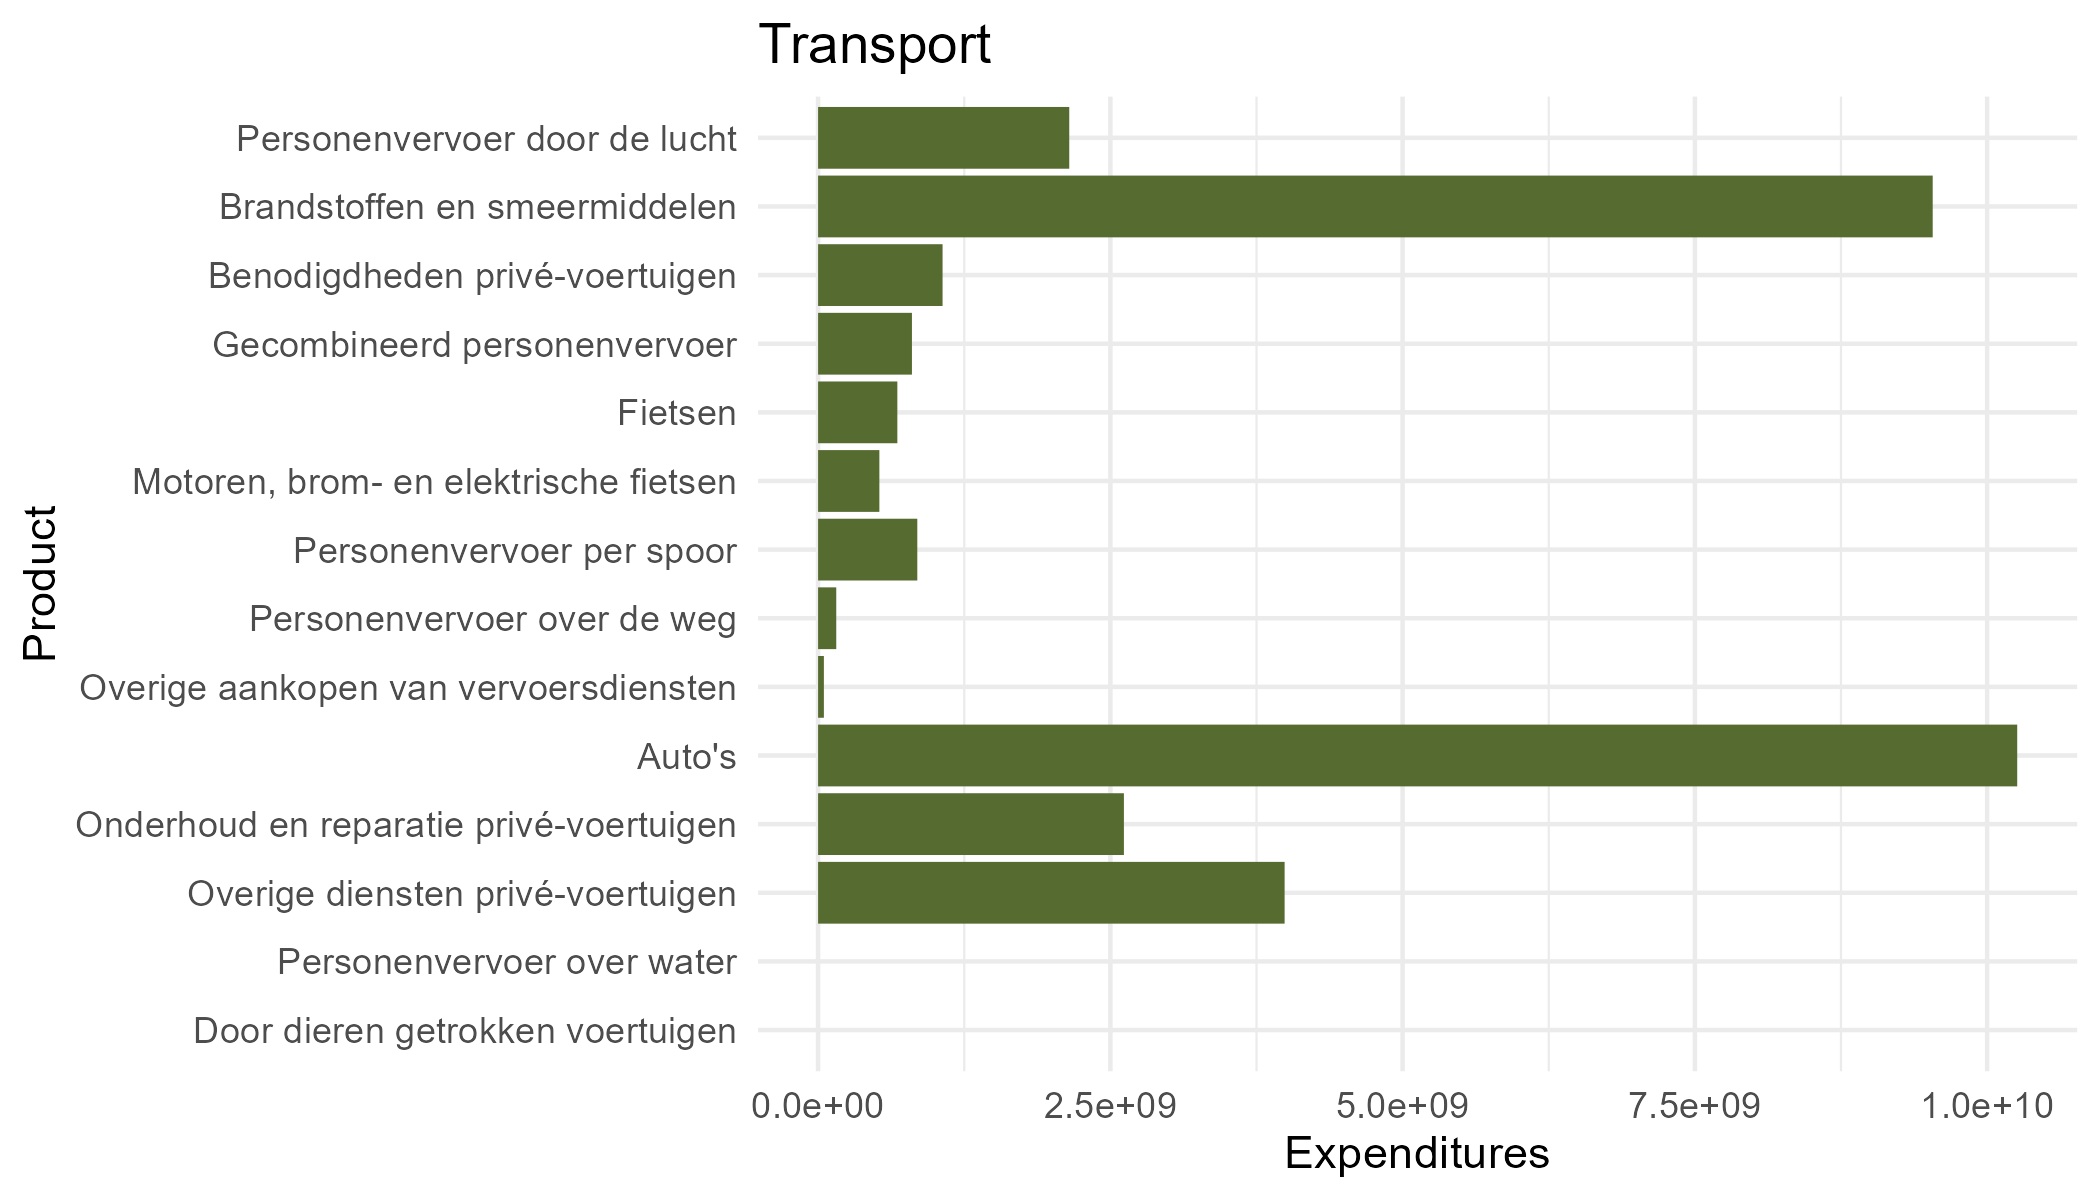 Transport
Personenvervoer door de lucht
Brandstoffen en smeermiddelen
Benodigdheden privé-voertuigen
Gecombineerd personenvervoer
Fietsen
Motoren, brom- en elektrische fietsen
Personenvervoer per spoor
Personenvervoer over de weg
Overige aankopen van vervoersdiensten
Auto's
Onderhoud en reparatie privé-voertuigen
Overige diensten privé-voertuigen
Personenvervoer over water
Door dieren getrokken voertuigen
Product
0.0e+00 2.5e+09 5.0e+09 7.5e+09 1.0e+10
Expenditures